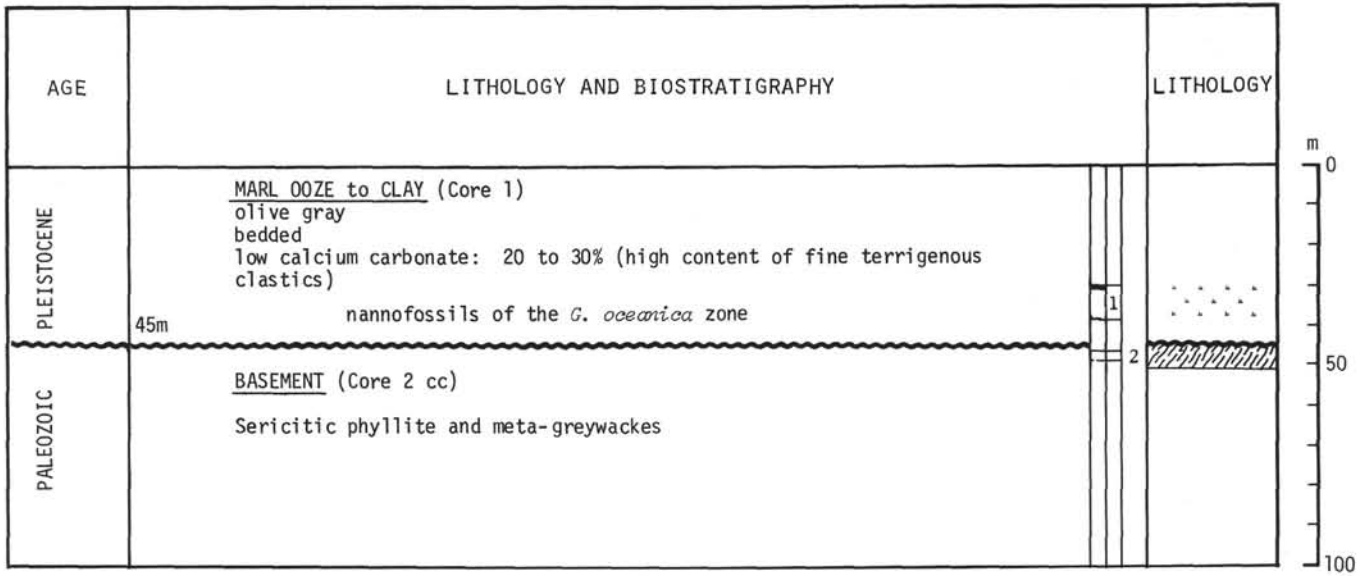 AGE
LITHOLOGY AND BIOSTRATIGRAPHY
LITHOLOGY
m
0
PLEISTOCENE
MARL OOZE to CLAY (Core 1)
olive gray
bedded
low calcium carbonate: 20 to 30% (high content of fine terrigenous
clastics)
nannofossils of the G. oceanica zone
1
45m
2
50
PALEOZOIC
BASEMENT (Core 2 cc)
Sericitic phyllite and meta-greywackes
100